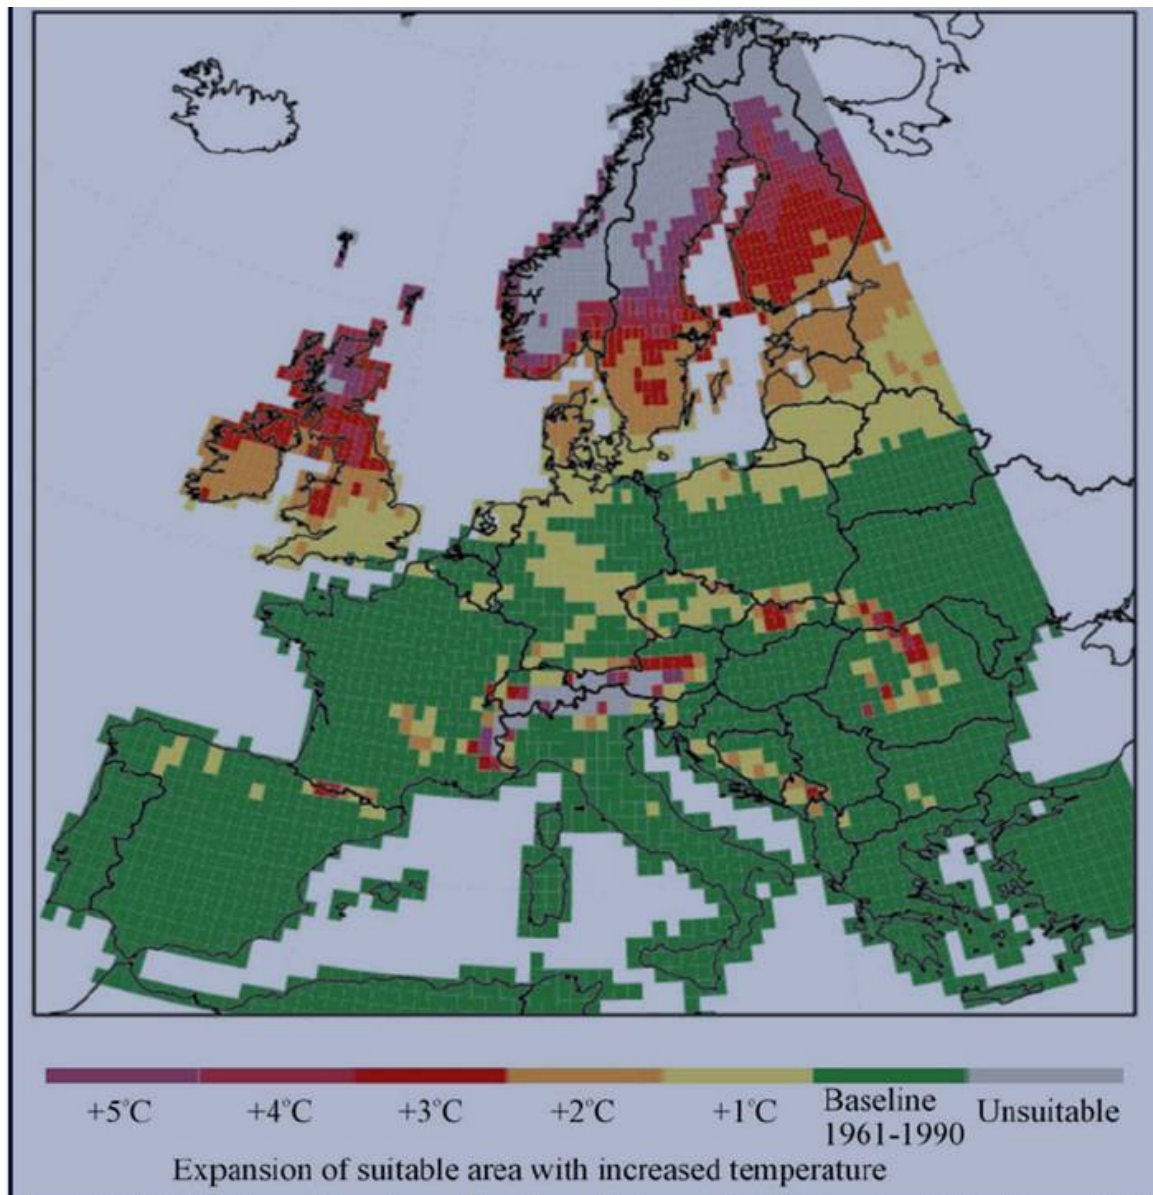 +5°C +4°C +3°C +2°C +1°C Baseline 1961-1990 Unsuitable
Expansion of suitable area with increased temperature